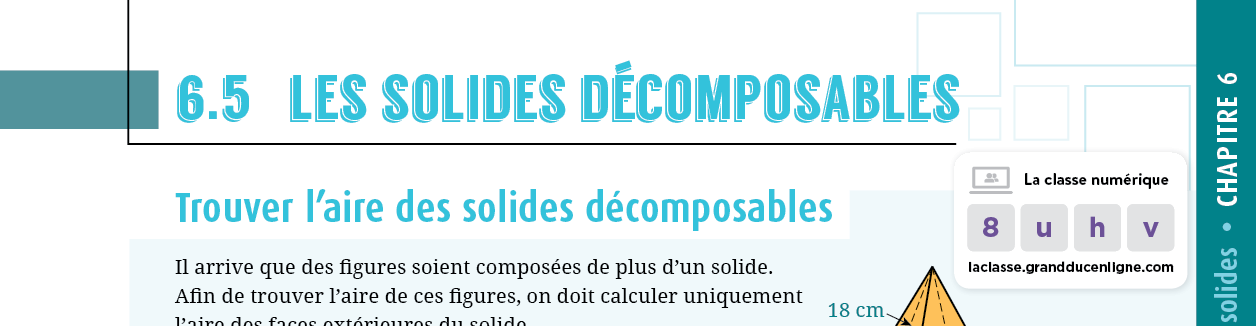 6.5 LES SOLIDES DÉCOMPOSABLES
Trouver l'aire des solides décomposables
Il arrive que des figures soient composées de plus d'un solide.
Afin de trouver l'aire de ces figures, on doit calculer uniquement
l'aire des faces extérieures du solide.
18 cm
La classe numérique
8 u h v
laclasse.grandducenligne.com
solides • CHAPITRE 6